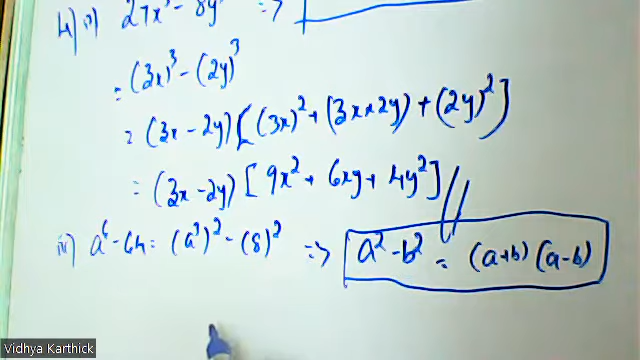 4) ii) 27x³ - 8y³ =>
= (3x)³ - (2y)³
= (3x - 2y) [(3x)² + (3x × 2y) + (2y)²]
= (3x - 2y) [9x² + 6xy + 4y²] //
a⁶ - 64 = (a³)² - (8)² => a² - b² = (a+b) (a-b)
Vidhya Karthick